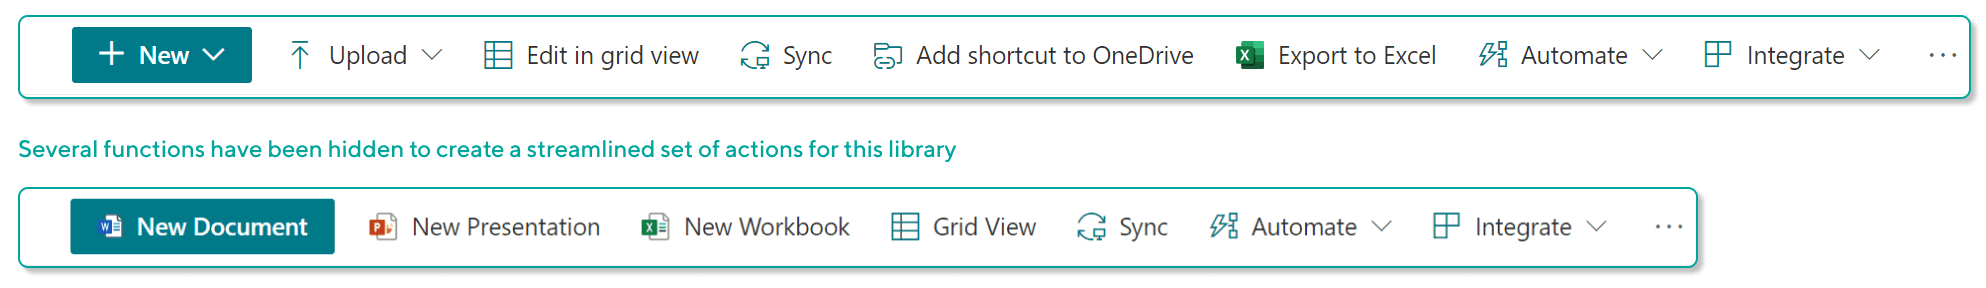 New Upload Edit in grid view Sync Add shortcut to OneDrive Export to Excel Automate Integrate ...
Several functions have been hidden to create a streamlined set of actions for this library
New Document New Presentation New Workbook Grid View Sync Automate Integrate ...